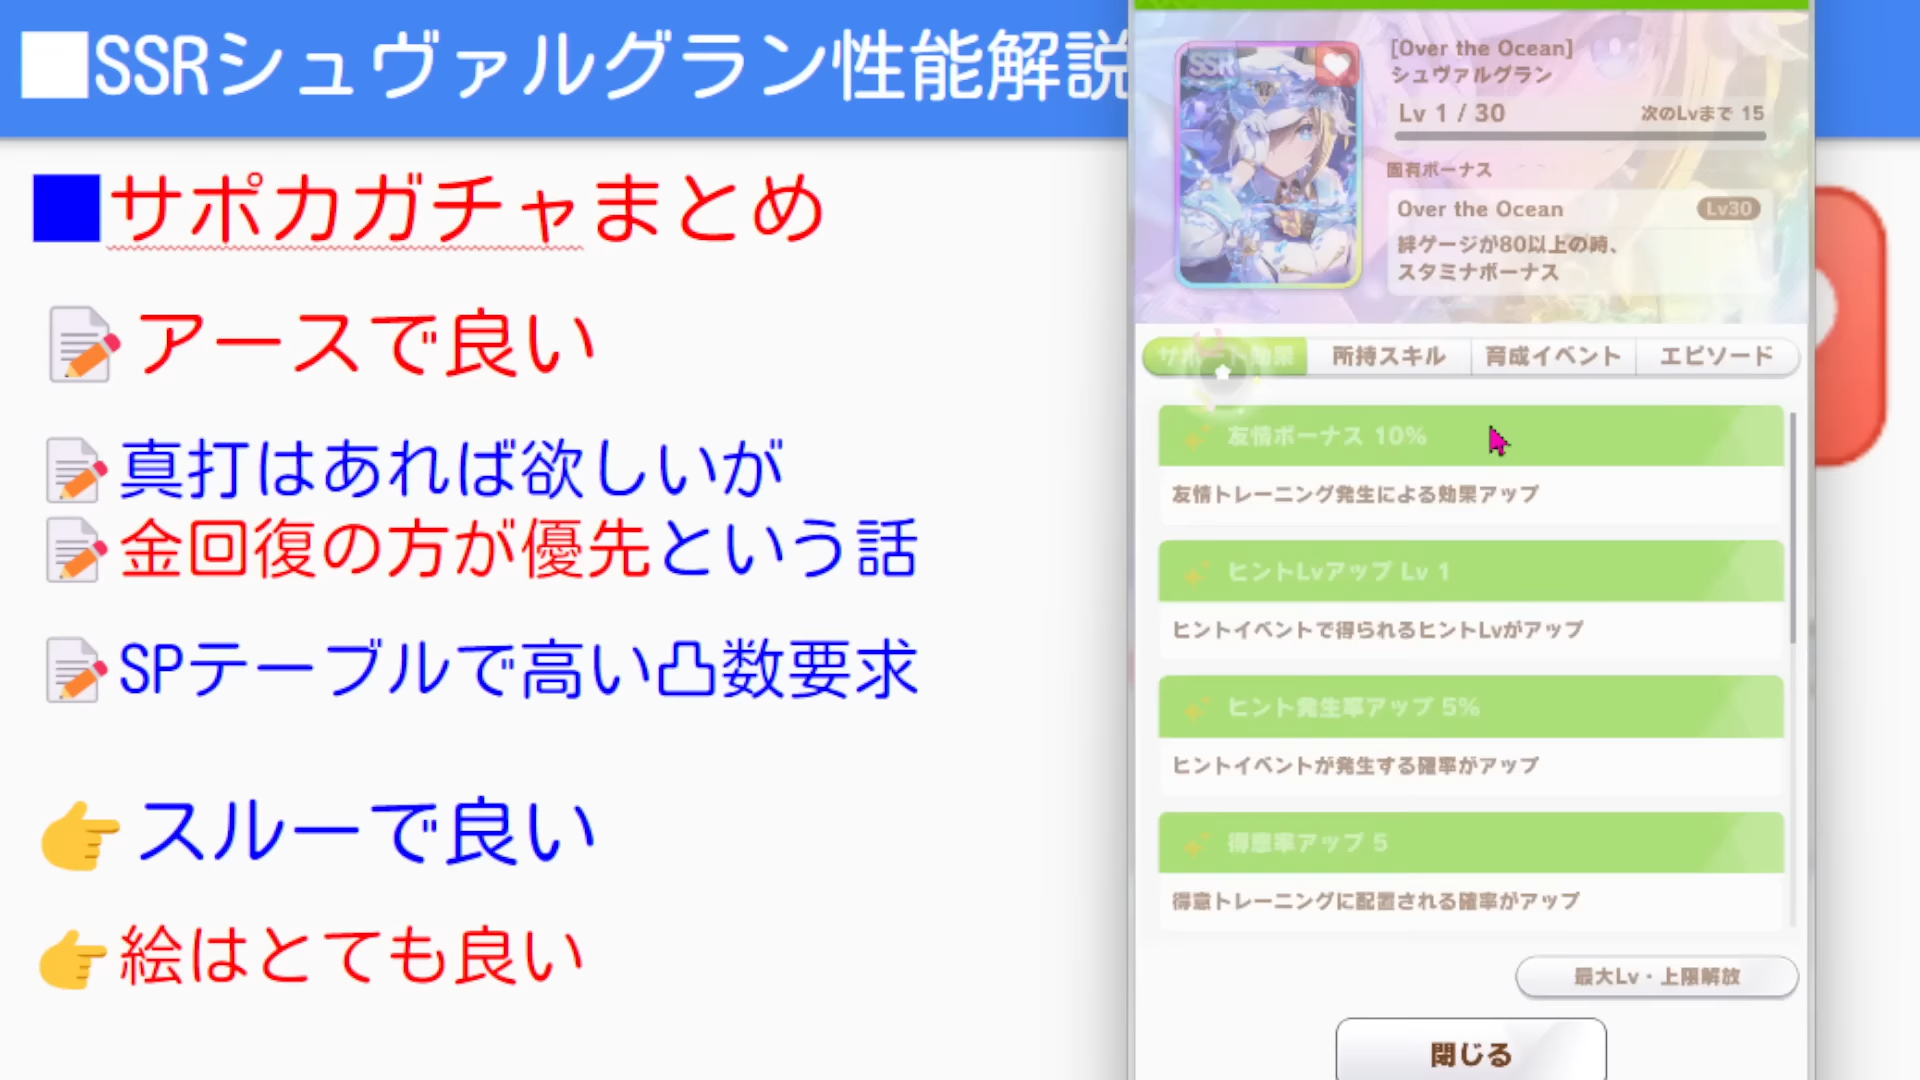 ■SSRシュヴァルグラン性能解説
■サポカガチャまとめ
アースで良い
真打はあれば欲しいが
金回復の方が優先という話
SPテーブルで高い凸数要求
スルーで良い
絵はとても良い
SSR
[Over the Ocean]
シュヴァルグラン
Lv 1 / 30 次のLvまで 15
固有ボーナス
Over the Ocean Lv30
絆ゲージが80以上の時、
スタミナボーナス
サポート効果 所持スキル 育成イベント エピソード
友情ボーナス 10%
友情トレーニング発生による効果アップ
ヒントLvアップ Lv 1
ヒントイベントで得られるヒントLvがアップ
ヒント発生率アップ 5%
ヒントイベントが発生する確率がアップ
得意率アップ 5
得意トレーニングに配置される確率がアップ
最大Lv・上限解放
閉じる